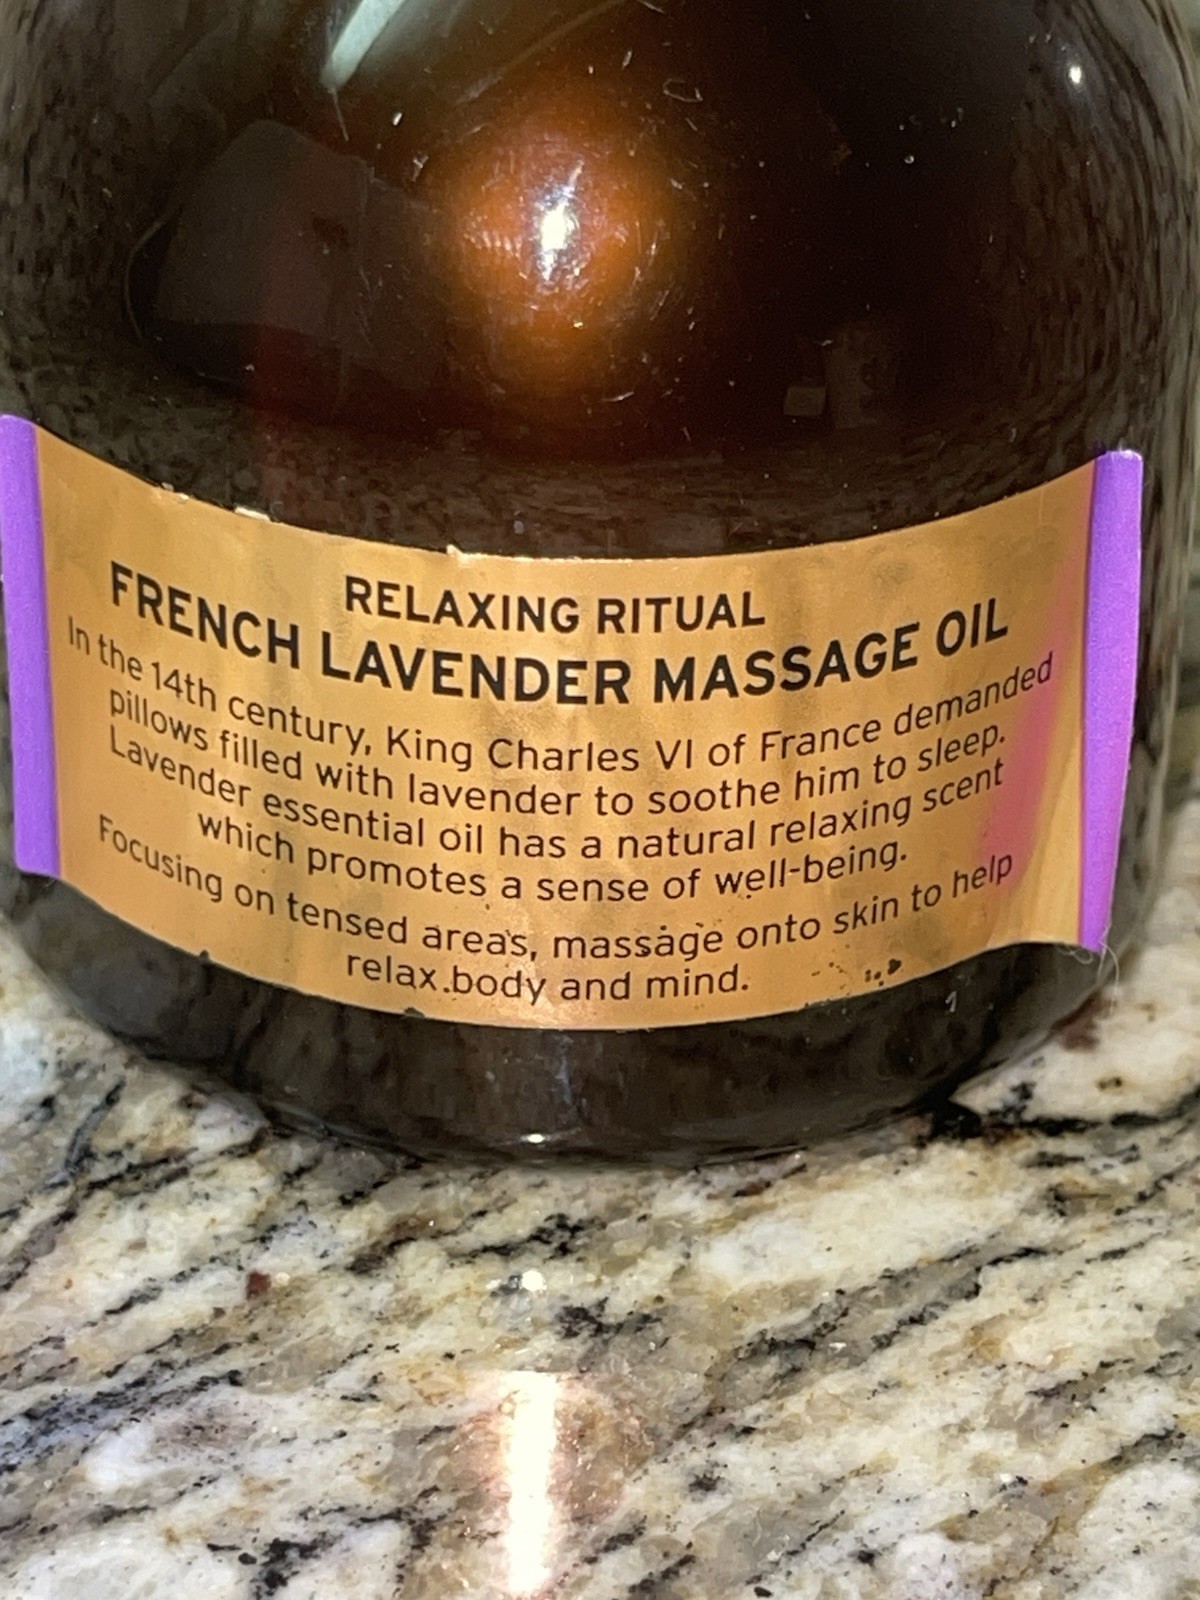 RELAXING RITUAL
FRENCH LAVENDER MASSAGE OIL
In the 14th century, King Charles VI of France demanded
pillows filled with lavender to soothe him to sleep.
Lavender essential oil has a natural relaxing scent
which promotes a sense of well-being.
Focusing on tensed areas, massage onto skin to help
relax body and mind.